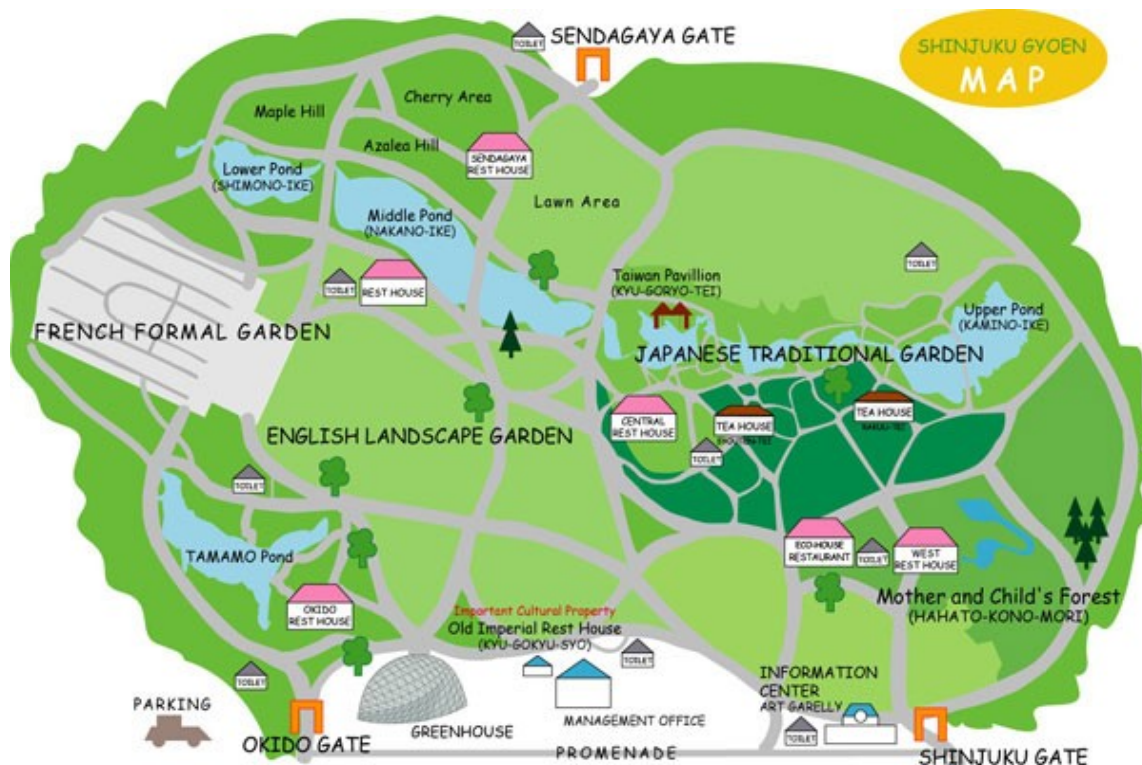 SENDAGAYA GATE
TOILET
SHINJUKU GYOEN
MAP
Maple Hill
Cherry Area
Azalea Hill
SENDAGAYA
REST HOUSE
Lower Pond
(SHIMONO-IKE)
Middle Pond
(NAKANO-IKE)
Lawn Area
TOILET
REST HOUSE
TOILET
Taiwan Pavillion
(KYU-GORYO-TEI)
Upper Pond
(KAMINO-IKE)
FRENCH FORMAL GARDEN
JAPANESE TRADITIONAL GARDEN
CENTRAL
REST HOUSE
TEA HOUSE
TEA HOUSE
RAKUU-TEI
TOILET
ENGLISH LANDSCAPE GARDEN
TOILET
TAMAMO Pond
ECO-HOUSE
RESTAURANT
TOILET
WEST
REST HOUSE
Mother and Child's Forest
(HAHATO-KONO-MORI)
OKIDO
REST HOUSE
Important Cultural Property
Old Imperial Rest House
(KYU-GOKYU-SYO)
TOILET
TOILET
PARKING
OKIDO GATE
GREENHOUSE
MANAGEMENT OFFICE
INFORMATION
CENTER
ART GARELLY
TOILET
PROMENADE
SHINJUKU GATE